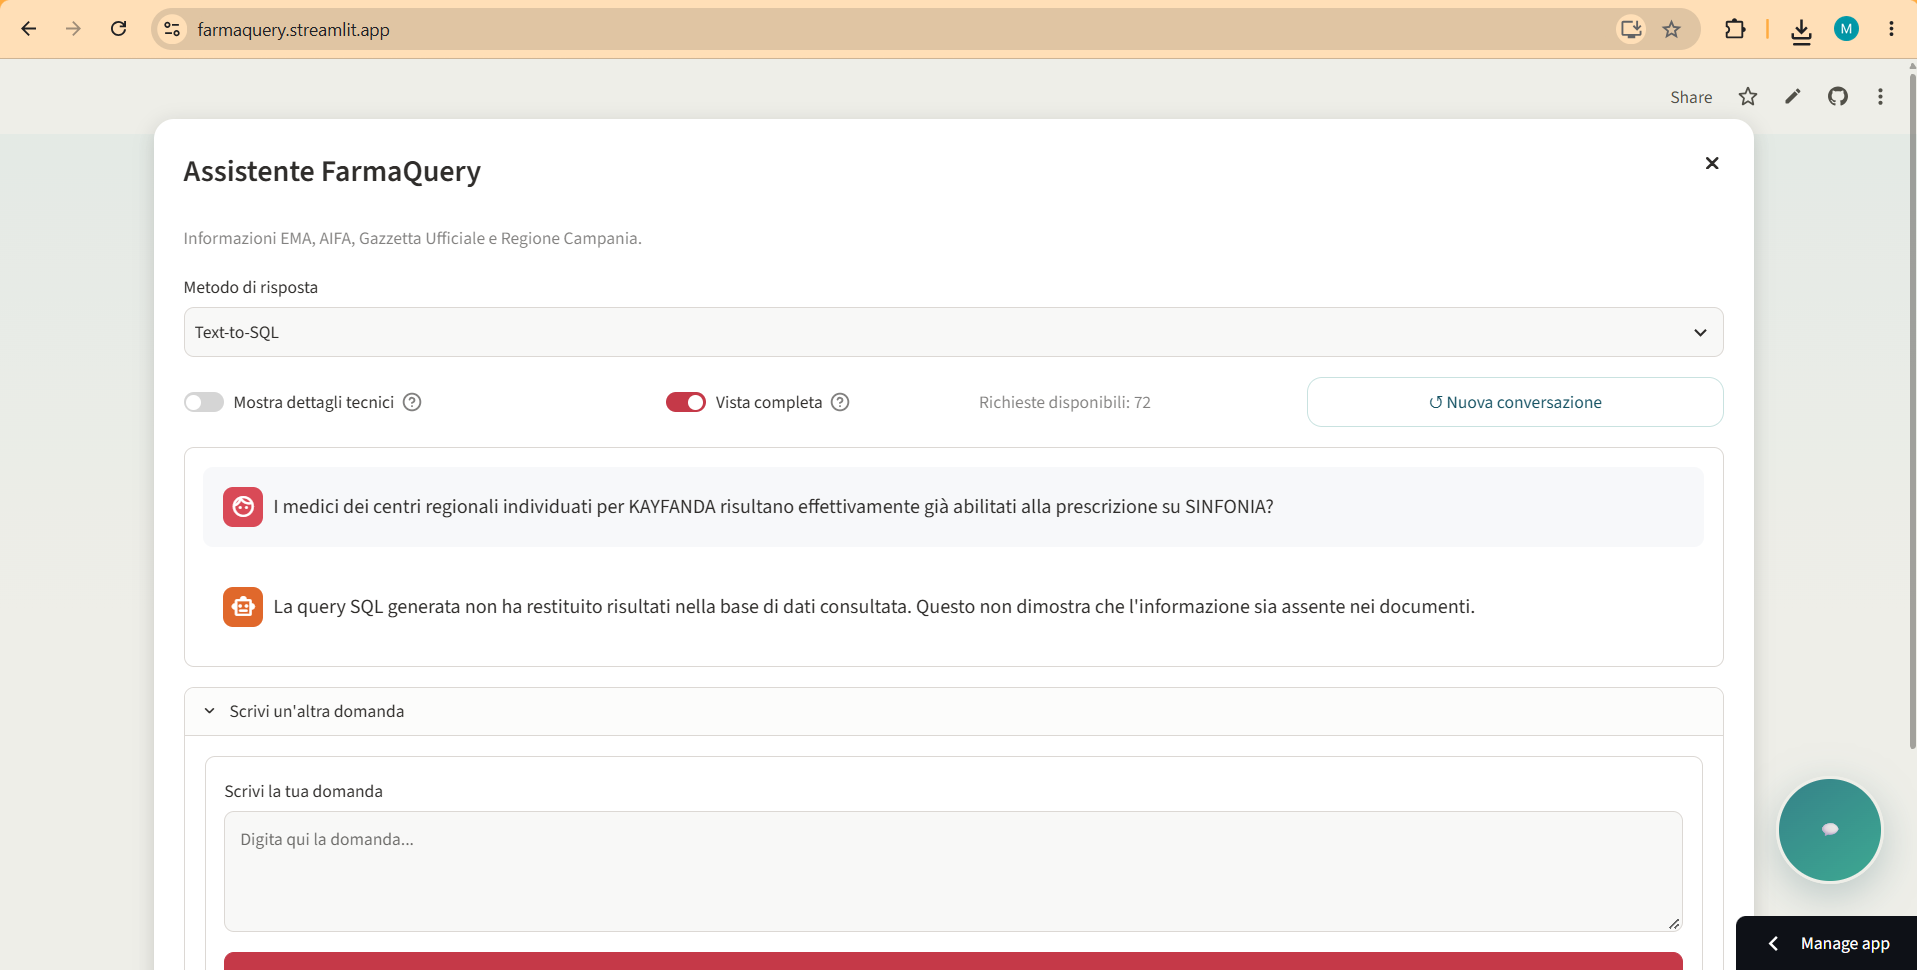 farmaquery.streamlit.app
M
Share
Assistente FarmaQuery
Informazioni EMA, AIFA, Gazzetta Ufficiale e Regione Campania.
Metodo di risposta
Text-to-SQL
Mostra dettagli tecnici
Vista completa
Richieste disponibili: 72
↺ Nuova conversazione
I medici dei centri regionali individuati per KAYFANDA risultano effettivamente già abilitati alla prescrizione su SINFONIA?
La query SQL generata non ha restituito risultati nella base di dati consultata. Questo non dimostra che l'informazione sia assente nei documenti.
Scrivi un'altra domanda
Scrivi la tua domanda
Digita qui la domanda...
Manage app